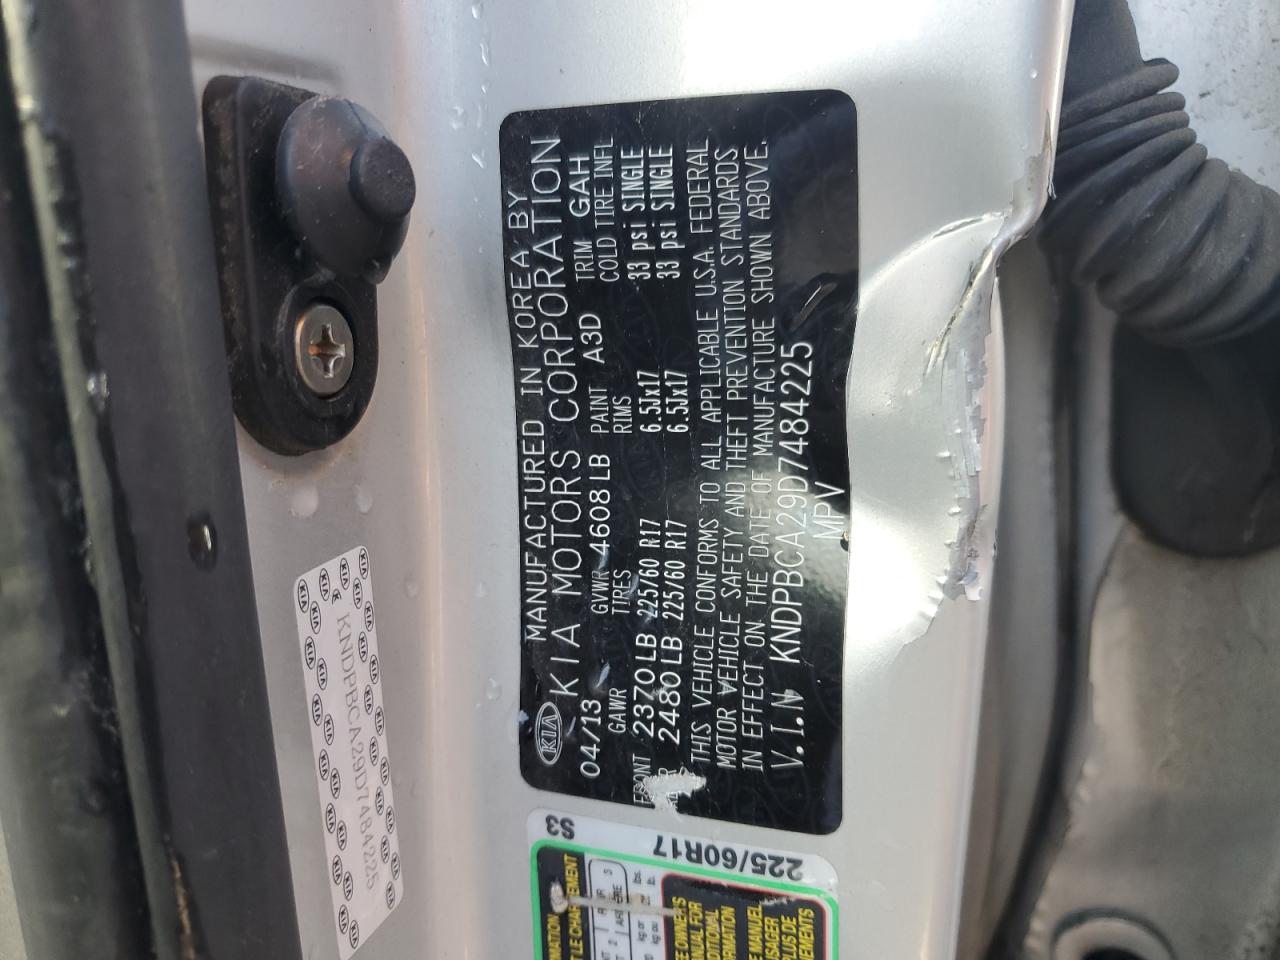 MANUFACTURED IN KOREA BY
KIA KIA MOTORS CORPORATION
04/13 GVWR 4608 LB PAINT A3D TRIM GAH
GAWR TIRES RIMS COLD TIRE INFL
FRONT 2370 LB 225/60 R17 6.5Jx17 33 psi SINGLE
2480 LB 225/60 R17 6.5Jx17 33 psi SINGLE
THIS VEHICLE CONFORMS TO ALL APPLICABLE U.S.A. FEDERAL
MOTOR VEHICLE SAFETY AND THEFT PREVENTION STANDARDS
IN EFFECT ON THE DATE OF MANUFACTURE SHOWN ABOVE.
V.I.N KNDPBCA29D7484225
MPV
KNDPBCA29D7484225
53
225/60R17